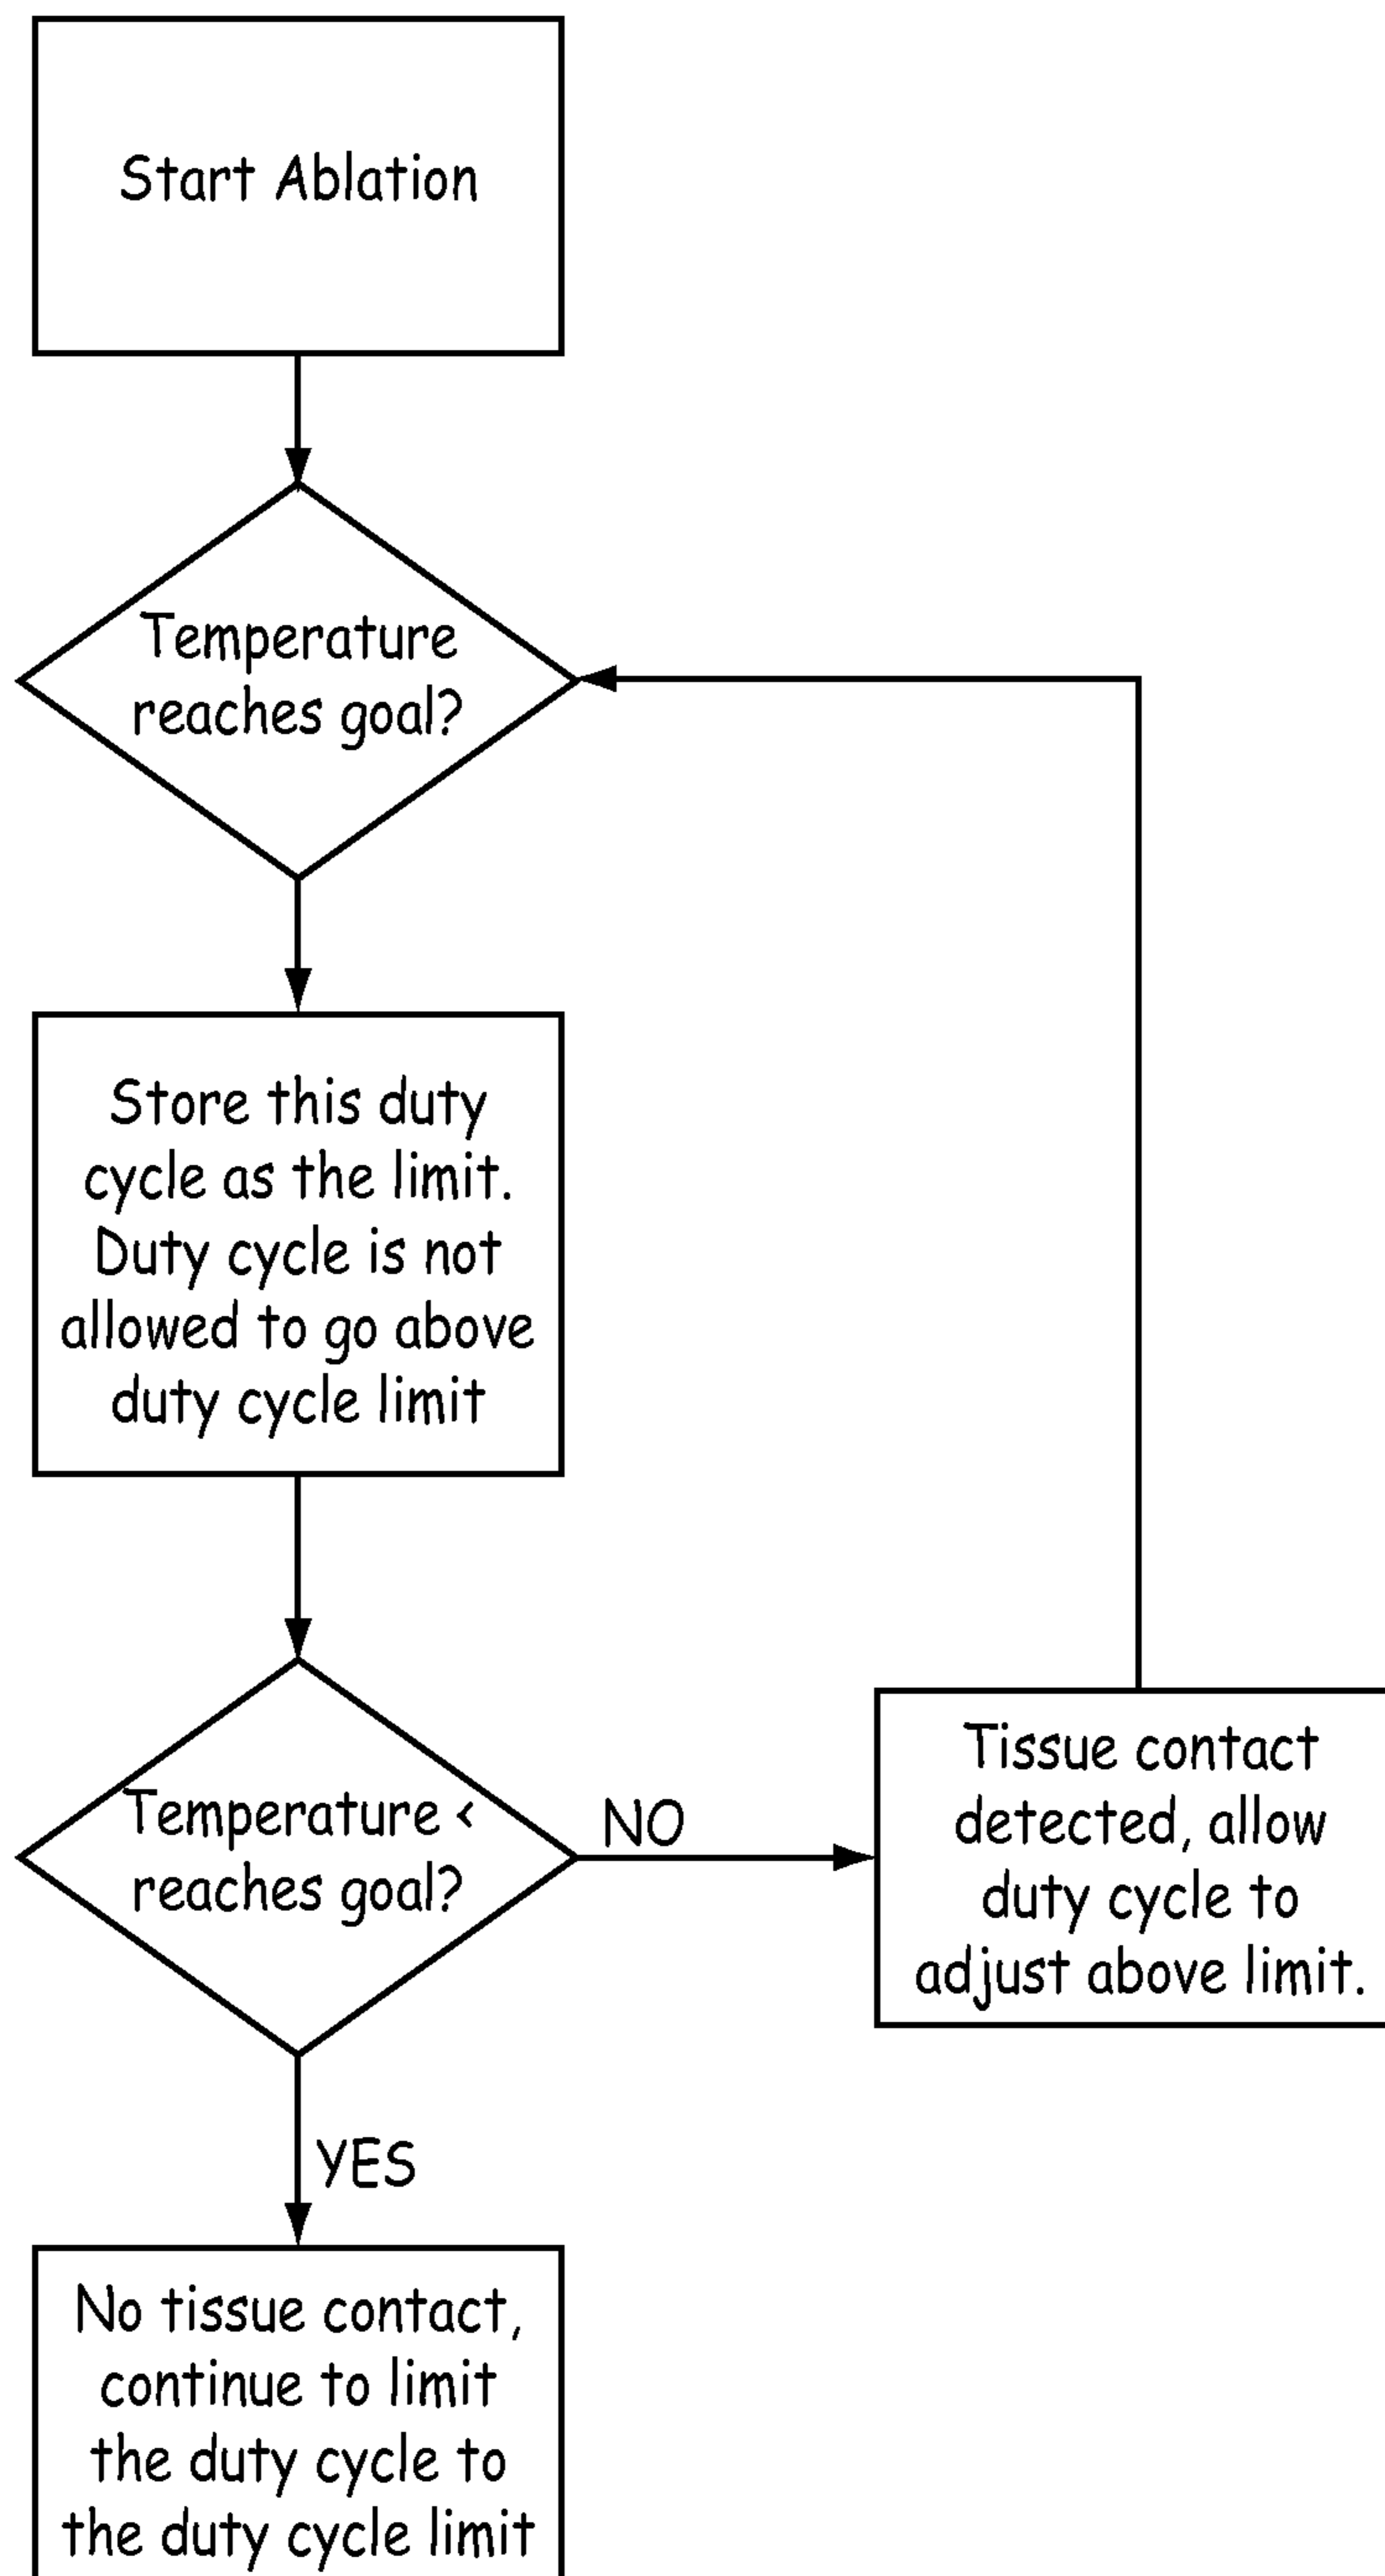 Start Ablation
Temperature
reaches goal?
Store this duty
cycle as the limit.
Duty cycle is not
allowed to go above
duty cycle limit
Temperature <
reaches goal?
NO
Tissue contact
detected, allow
duty cycle to
adjust above limit.
YES
No tissue contact,
continue to limit
the duty cycle to
the duty cycle limit